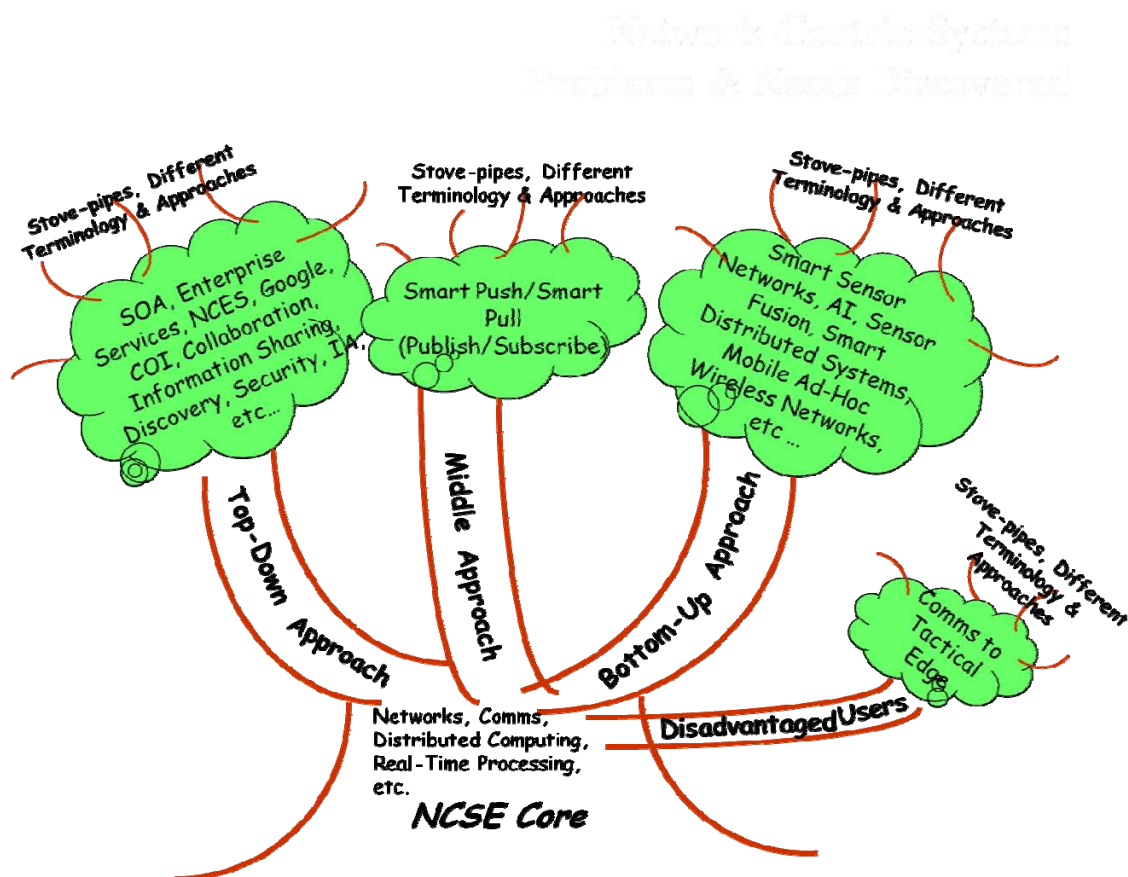 Network Centric Systems
Problems & Needs Discovered
Stove-pipes, Different
Terminology & Approaches
SOA, Enterprise
Services, NCES, Google,
COI, Collaboration,
Information Sharing,
Discovery, Security, IA,
etc...
Stove-pipes, Different
Terminology & Approaches
Smart Push/Smart
Pull
(Publish/Subscribe)
Stove-pipes, Different
Terminology & Approaches
Smart Sensor
Networks, AI, Sensor
Fusion, Smart
Distributed Systems,
Mobile Ad-Hoc
Wireless Networks,
etc ...
Stove-pipes, Different
Terminology &
Approaches
Comms to
Tactical
Edge
Top-Down Approach
Middle Approach
Bottom-Up Approach
Disadvantaged Users
Networks, Comms,
Distributed Computing,
Real-Time Processing,
etc.
NCSE Core